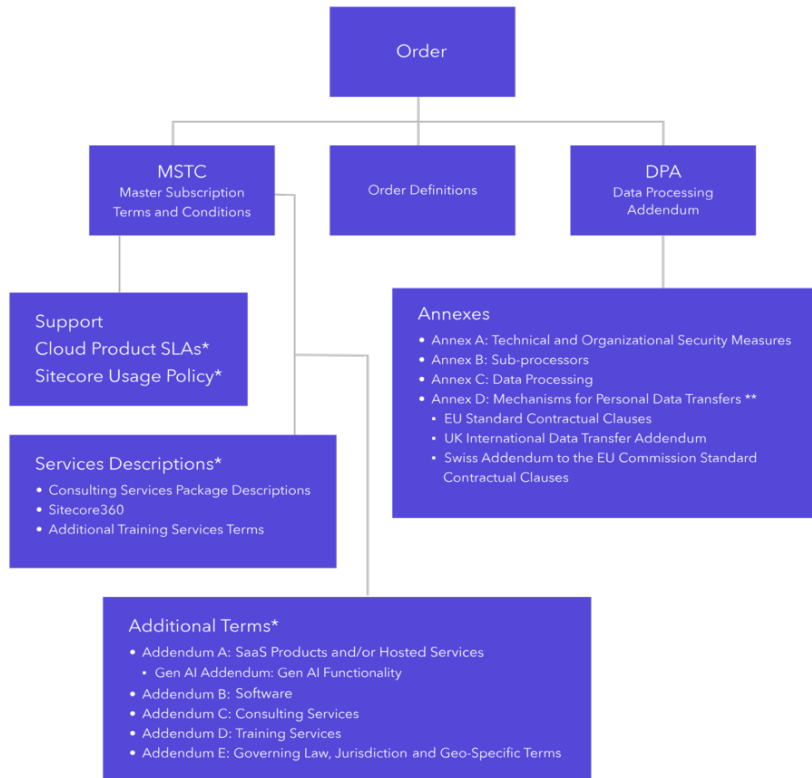 Order
MSTC
Master Subscription
Terms and Conditions
Order Definitions
DPA
Data Processing
Addendum
Support
Cloud Product SLAs*
Sitecore Usage Policy*
Annexes
• Annex A: Technical and Organizational Security Measures
• Annex B: Sub-processors
• Annex C: Data Processing
• Annex D: Mechanisms for Personal Data Transfers **
• EU Standard Contractual Clauses
• UK International Data Transfer Addendum
• Swiss Addendum to the EU Commission Standard
Contractual Clauses
Services Descriptions*
• Consulting Services Package Descriptions
• Sitecore360
• Additional Training Services Terms
Additional Terms*
• Addendum A: SaaS Products and/or Hosted Services
• Gen AI Addendum: Gen AI Functionality
• Addendum B: Software
• Addendum C: Consulting Services
• Addendum D: Training Services
• Addendum E: Governing Law, Jurisdiction and Geo-Specific Terms